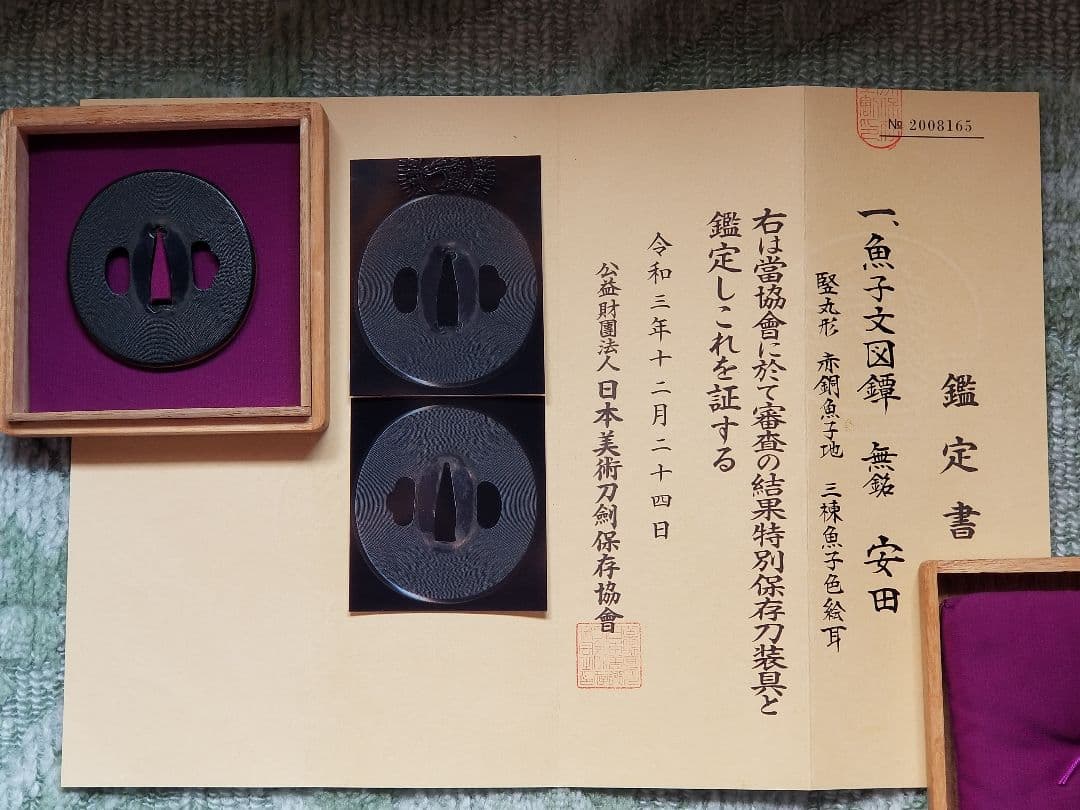 № 2008165
鑑定書
一、魚子文図鐔 無銘 安田
竪丸形 赤銅魚子地 三棟魚子色絵耳
右は當協會に於て審査の結果特別保存刀装具と
鑑定しこれを証する
令和三年十二月二十四日
公益財團法人 日本美術刀劍保存協會